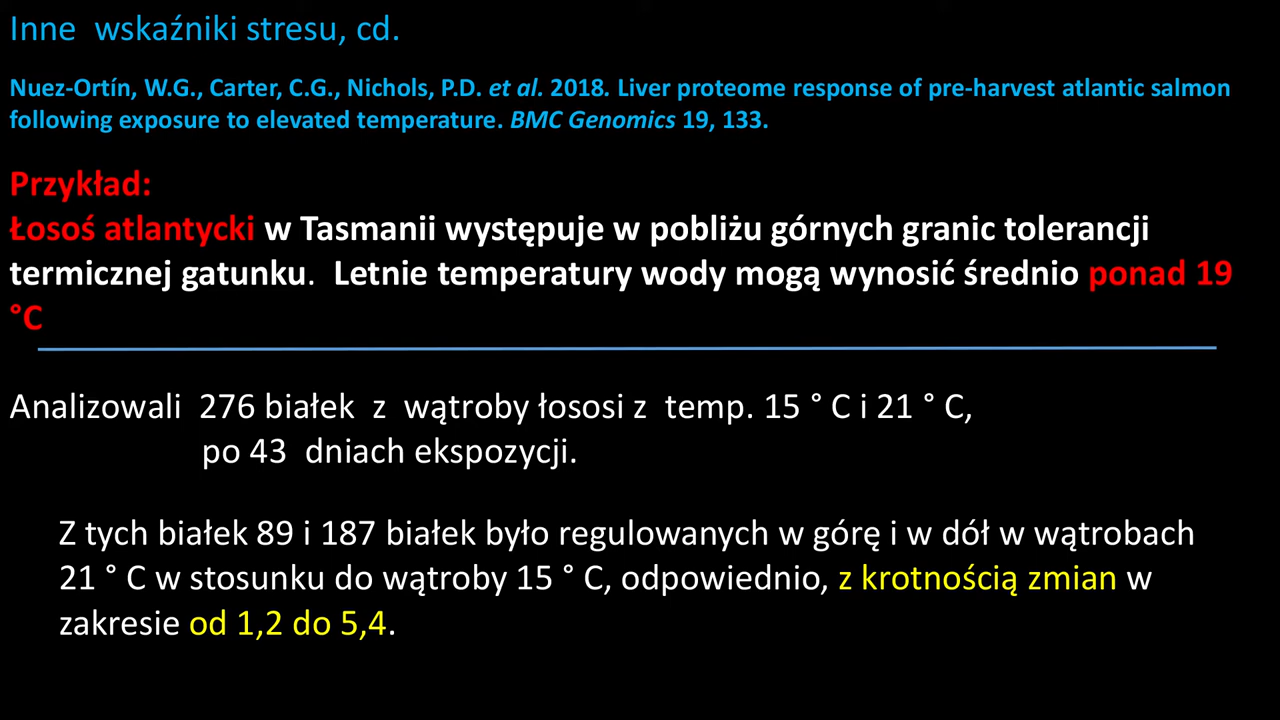 Inne  wskaźniki stresu, cd.
Nuez-Ortín, W.G., Carter, C.G., Nichols, P.D. et al. 2018. Liver proteome response of pre-harvest atlantic salmon
following exposure to elevated temperature. BMC Genomics 19, 133.
Przykład:
Łosoś atlantycki w Tasmanii występuje w pobliżu górnych granic tolerancji
termicznej gatunku.  Letnie temperatury wody mogą wynosić średnio ponad 19
°C
Analizowali  276 białek  z  wątroby łososi z  temp. 15 ° C i 21 ° C,
po 43  dniach ekspozycji.
Z tych białek 89 i 187 białek było regulowanych w górę i w dół w wątrobach
21 ° C w stosunku do wątroby 15 ° C, odpowiednio, z krotnością zmian w
zakresie od 1,2 do 5,4.